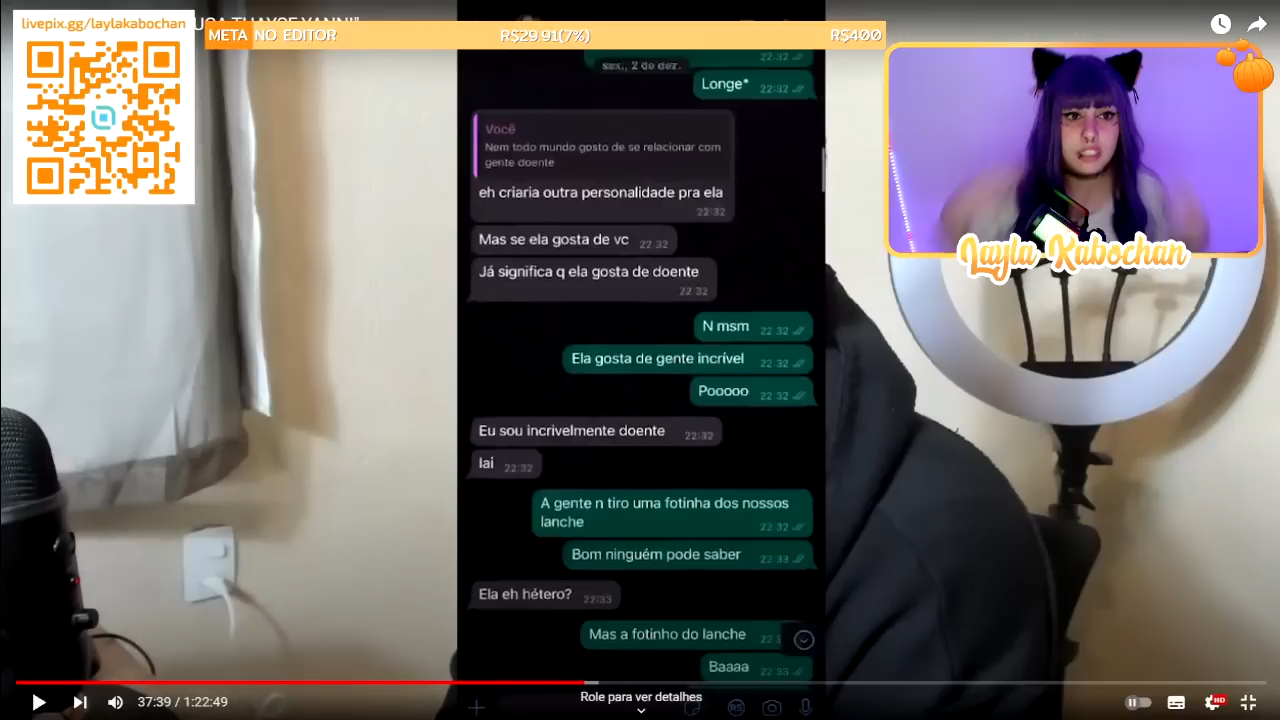 livepix.gg/laylakabochan
META NO EDITOR
R$29.91(7%)
R$400
22:32
sex., 2 de dez.
Longe* 22:32
Você
Nem todo mundo gosto de se relacionar com
gente doente
eh criaria outra personalidade pra ela
22:32
Mas se ela gosta de vc 22:32
Já significa q ela gosta de doente
22:32
N msm 22:32
Ela gosta de gente incrível 22:32
Pooooo 22:32
Eu sou incrivelmente doente 22:32
Iai 22:32
A gente n tiro uma fotinha dos nossos
lanche 22:32
Bom ninguém pode saber 22:33
Ela eh hétero? 22:33
Mas a fotinho do lanche
Baaaa 22:33
Layla Kabochan
37:39 / 1:22:49
Role para ver detalhes
R$
HD